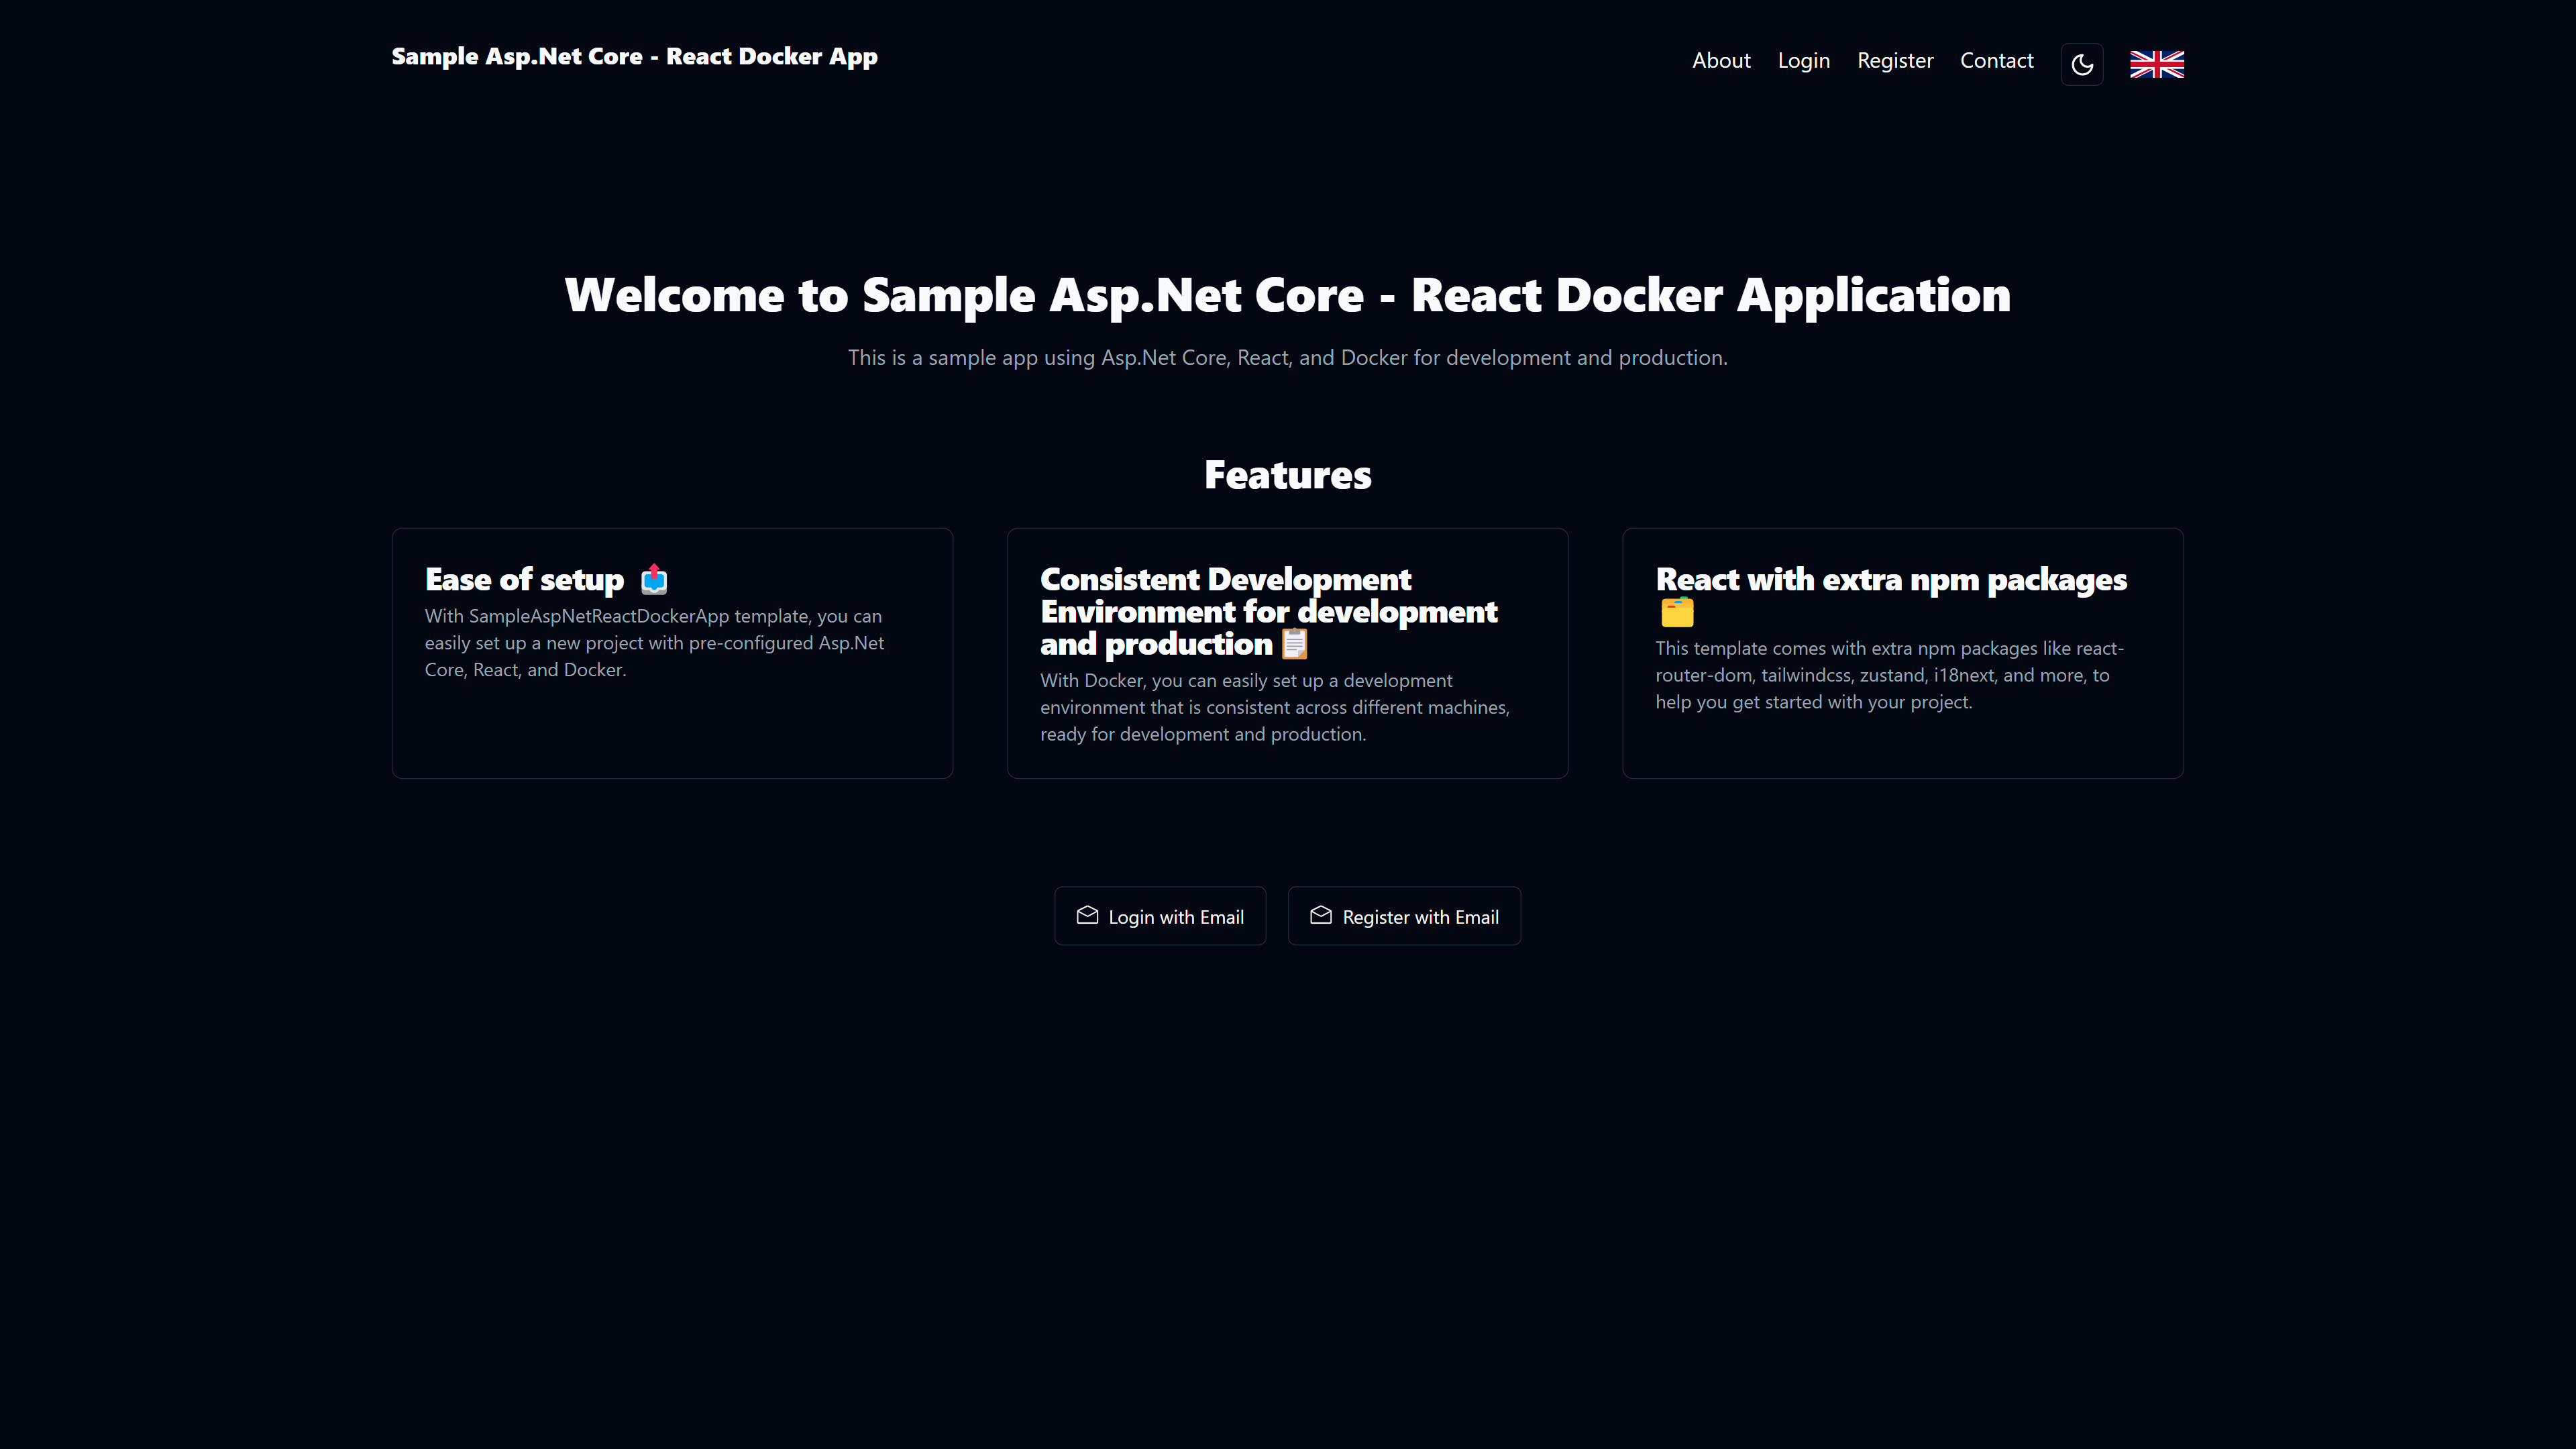 Sample Asp.Net Core - React Docker App
About
Login
Register
Contact
Welcome to Sample Asp.Net Core - React Docker Application
This is a sample app using Asp.Net Core, React, and Docker for development and production.
Features
Ease of setup
With SampleAspNetReactDockerApp template, you can
easily set up a new project with pre-configured Asp.Net
Core, React, and Docker.
Consistent Development
Environment for development
and production
With Docker, you can easily set up a development
environment that is consistent across different machines,
ready for development and production.
React with extra npm packages
This template comes with extra npm packages like react-
router-dom, tailwindcss, zustand, i18next, and more, to
help you get started with your project.
Login with Email
Register with Email